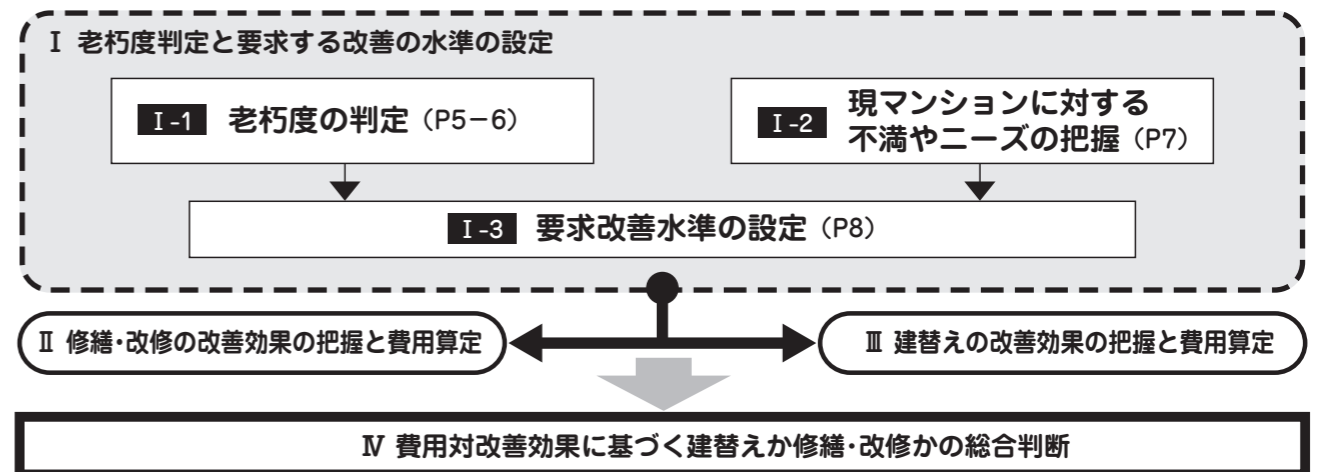 Ⅰ 老朽度判定と要求する改善の水準の設定
Ⅰ-1 老朽度の判定（P5－6）
Ⅰ-2 現マンションに対する
不満やニーズの把握（P7）
Ⅰ-3 要求改善水準の設定（P8）
Ⅱ 修繕・改修の改善効果の把握と費用算定
Ⅲ 建替えの改善効果の把握と費用算定
Ⅳ 費用対改善効果に基づく建替えか修繕・改修かの総合判断